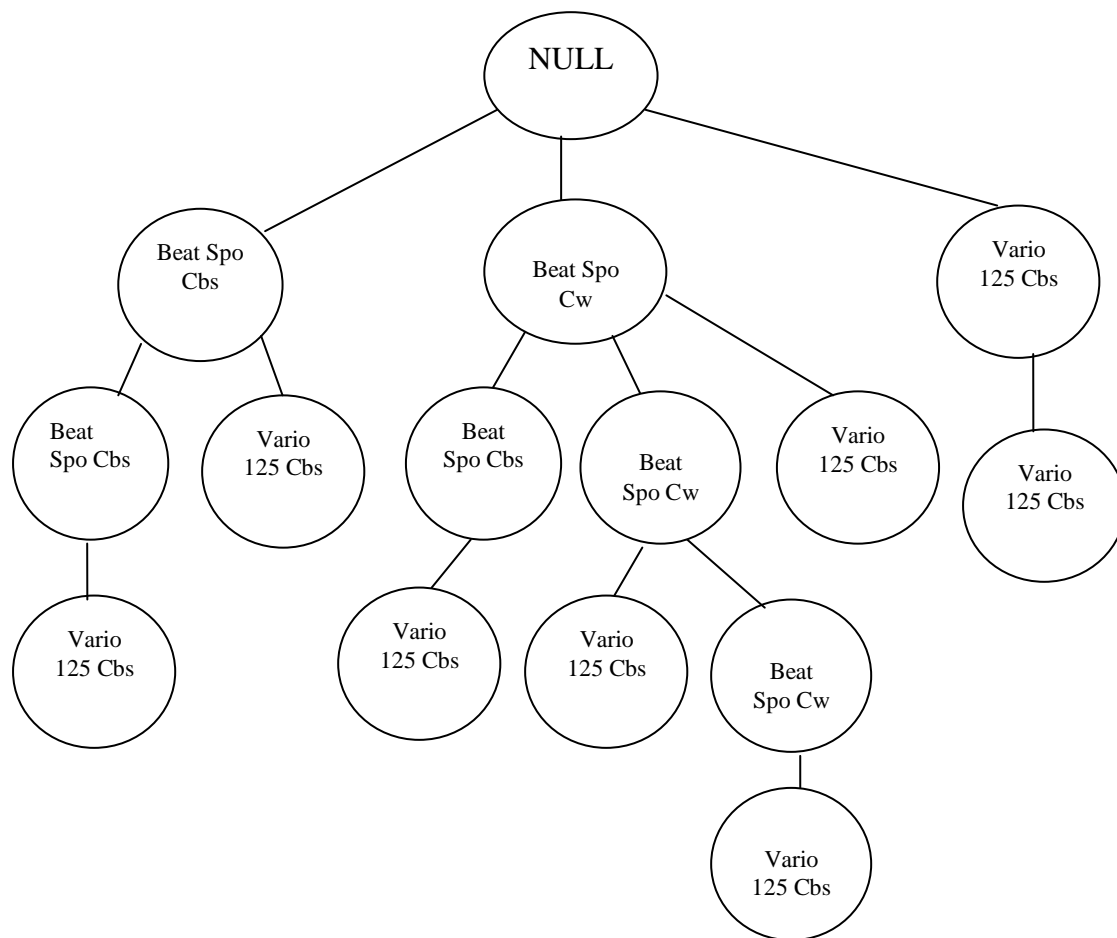 NULL
Beat Spo
Cbs
Beat Spo
Cw
Vario
125 Cbs
Beat
Spo Cbs
Vario
125 Cbs
Beat
Spo Cbs
Beat
Spo Cw
Vario
125 Cbs
Vario
125 Cbs
Vario
125 Cbs
Vario
125 Cbs
Vario
125 Cbs
Beat
Spo Cw
Vario
125 Cbs